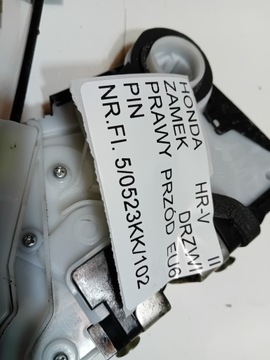 HONDA HR-V II
ZAMEK DRZWI
PRAWY PRZÓD EU6
PIN
NR.FI. 5/0523KK/102